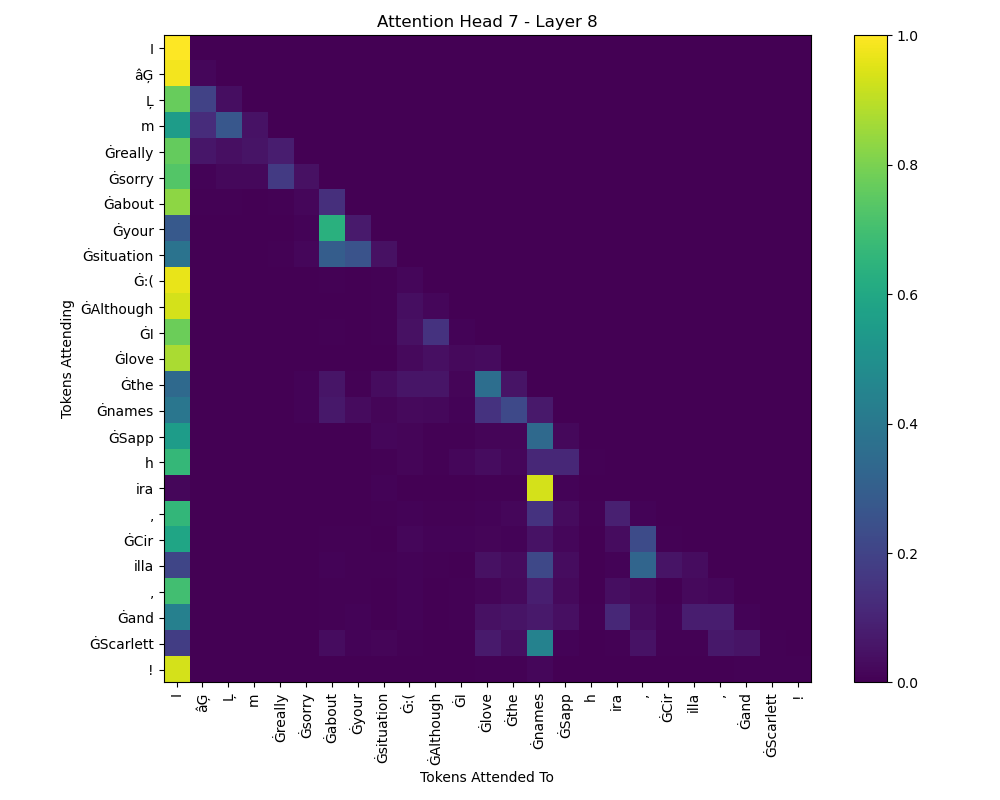 Attention Head 7 - Layer 8
Tokens Attending
I
âĢ
Ļ
m
Ġreally
Ġsorry
Ġabout
Ġyour
Ġsituation
Ġ:(
ĠAlthough
ĠI
Ġlove
Ġthe
Ġnames
ĠSapp
h
ira
,
ĠCir
illa
,
Ġand
ĠScarlett
!
I
âĢ
Ļ
m
Ġreally
Ġsorry
Ġabout
Ġyour
Ġsituation
Ġ:(
ĠAlthough
ĠI
Ġlove
Ġthe
Ġnames
ĠSapp
h
ira
,
ĠCir
illa
,
Ġand
ĠScarlett
!
Tokens Attended To
1.0
0.8
0.6
0.4
0.2
0.0